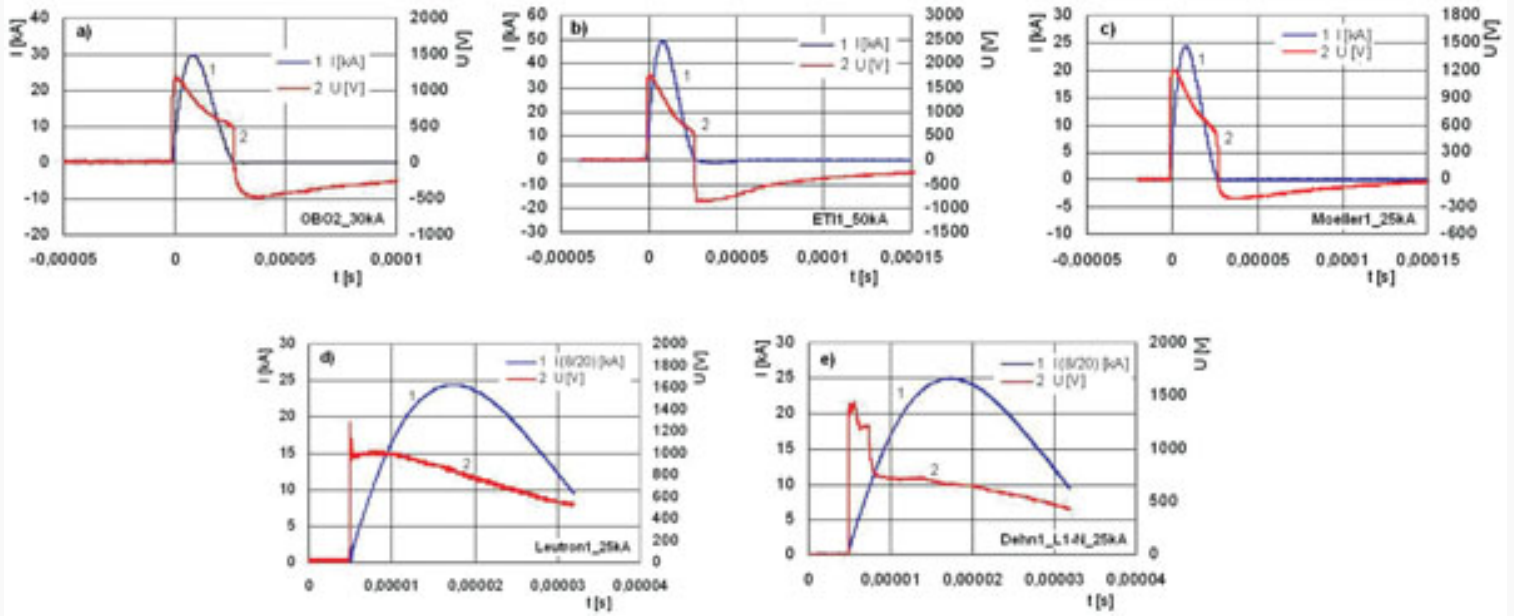 a)
I [kA]
U [V]
1 I[kA]
2 U[V]
40
30
20
10
0
-10
-20
2000
1500
1000
500
0
-500
-1000
1
2
OBO2_30kA
-0,00005 0 0,00005 0,0001
t [s]
b)
I [kA]
U [V]
1 I[kA]
2 U[V]
60
50
40
30
20
10
0
-10
-20
-30
3000
2500
2000
1500
1000
500
0
-500
-1000
-1500
1
2
ETI1_50kA
-0,00005 0 0,00005 0,0001 0,00015
t [s]
c)
I [kA]
U [V]
1 I[kA]
2 U[V]
30
25
20
15
10
5
0
-5
-10
1800
1500
1200
900
600
300
0
-300
-600
1
2
Moeller1_25kA
-0,00005 0 0,00005 0,0001 0,00015
t [s]
d)
I [kA]
U [V]
1 I(8/20) [kA]
2 U[V]
30
25
20
15
10
5
0
2000
1800
1600
1400
1200
1000
800
600
400
200
0
1
2
Leutron1_25kA
0 0,00001 0,00002 0,00003 0,00004
t [s]
e)
I [kA]
U [V]
1 I(8/20) [kA]
2 U[V]
30
25
20
15
10
5
0
2000
1500
1000
500
0
1
2
Dehn1_L1-N_25kA
0 0,00001 0,00002 0,00003 0,00004
t [s]